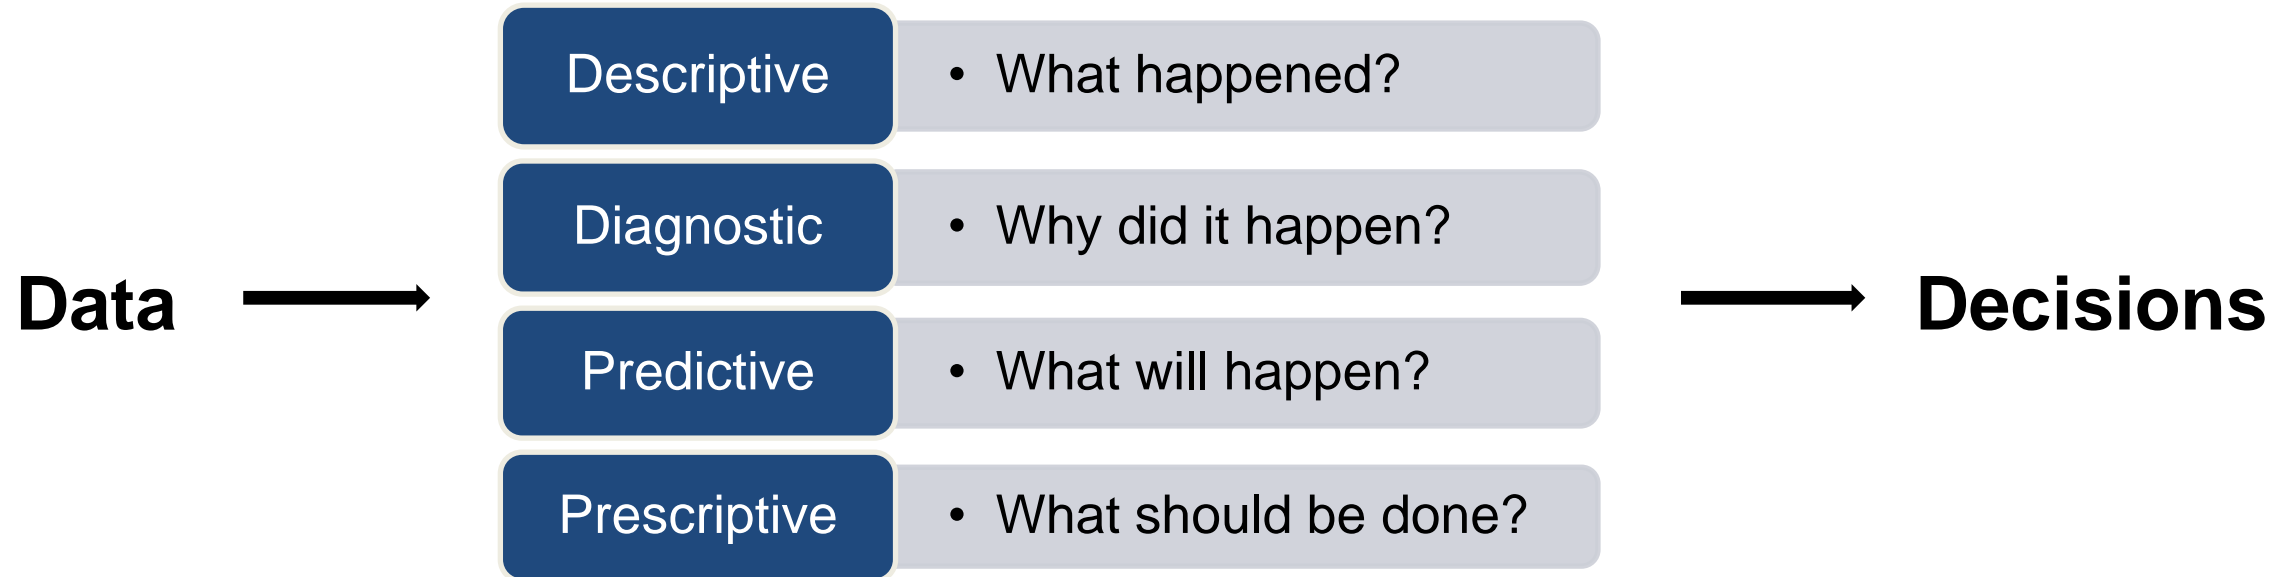 Data
Descriptive
• What happened?
Diagnostic
• Why did it happen?
Predictive
• What will happen?
Prescriptive
• What should be done?
Decisions